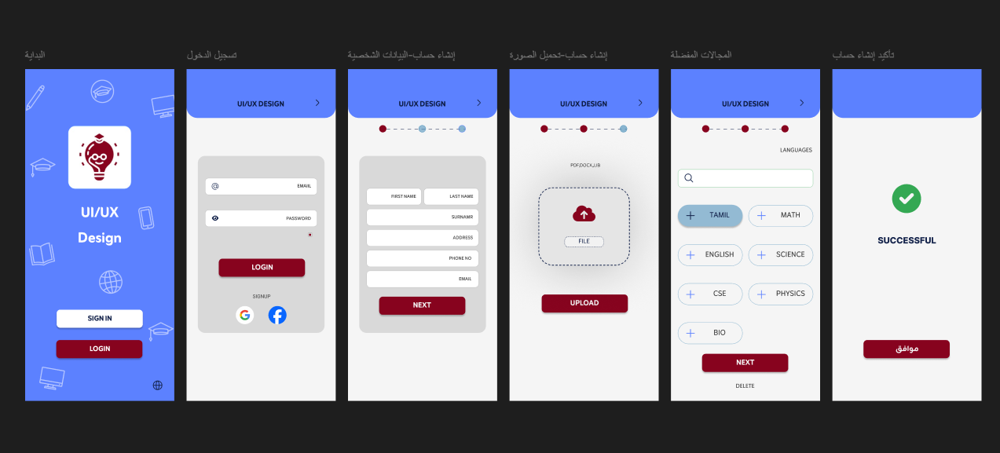 البداية
UI/UX
Design
SIGN IN
LOGIN
تسجيل الدخول
UI/UX DESIGN
EMAIL
PASSWORD
LOGIN
SIGNUP
إنشاء حساب-البيانات الشخصية
UI/UX DESIGN
FIRST NAME
LAST NAME
SURNAMR
ADDRESS
PHONE NO
EMAIL
NEXT
إنشاء حساب-تحميل الصورة
UI/UX DESIGN
PDF,DOCX,LIB
FILE
UPLOAD
المجالات المفضلة
UI/UX DESIGN
LANGUAGES
TAMIL
MATH
ENGLISH
SCIENCE
CSE
PHYSICS
BIO
NEXT
DELETE
تأكيد إنشاء حساب
SUCCESSFUL
موافق